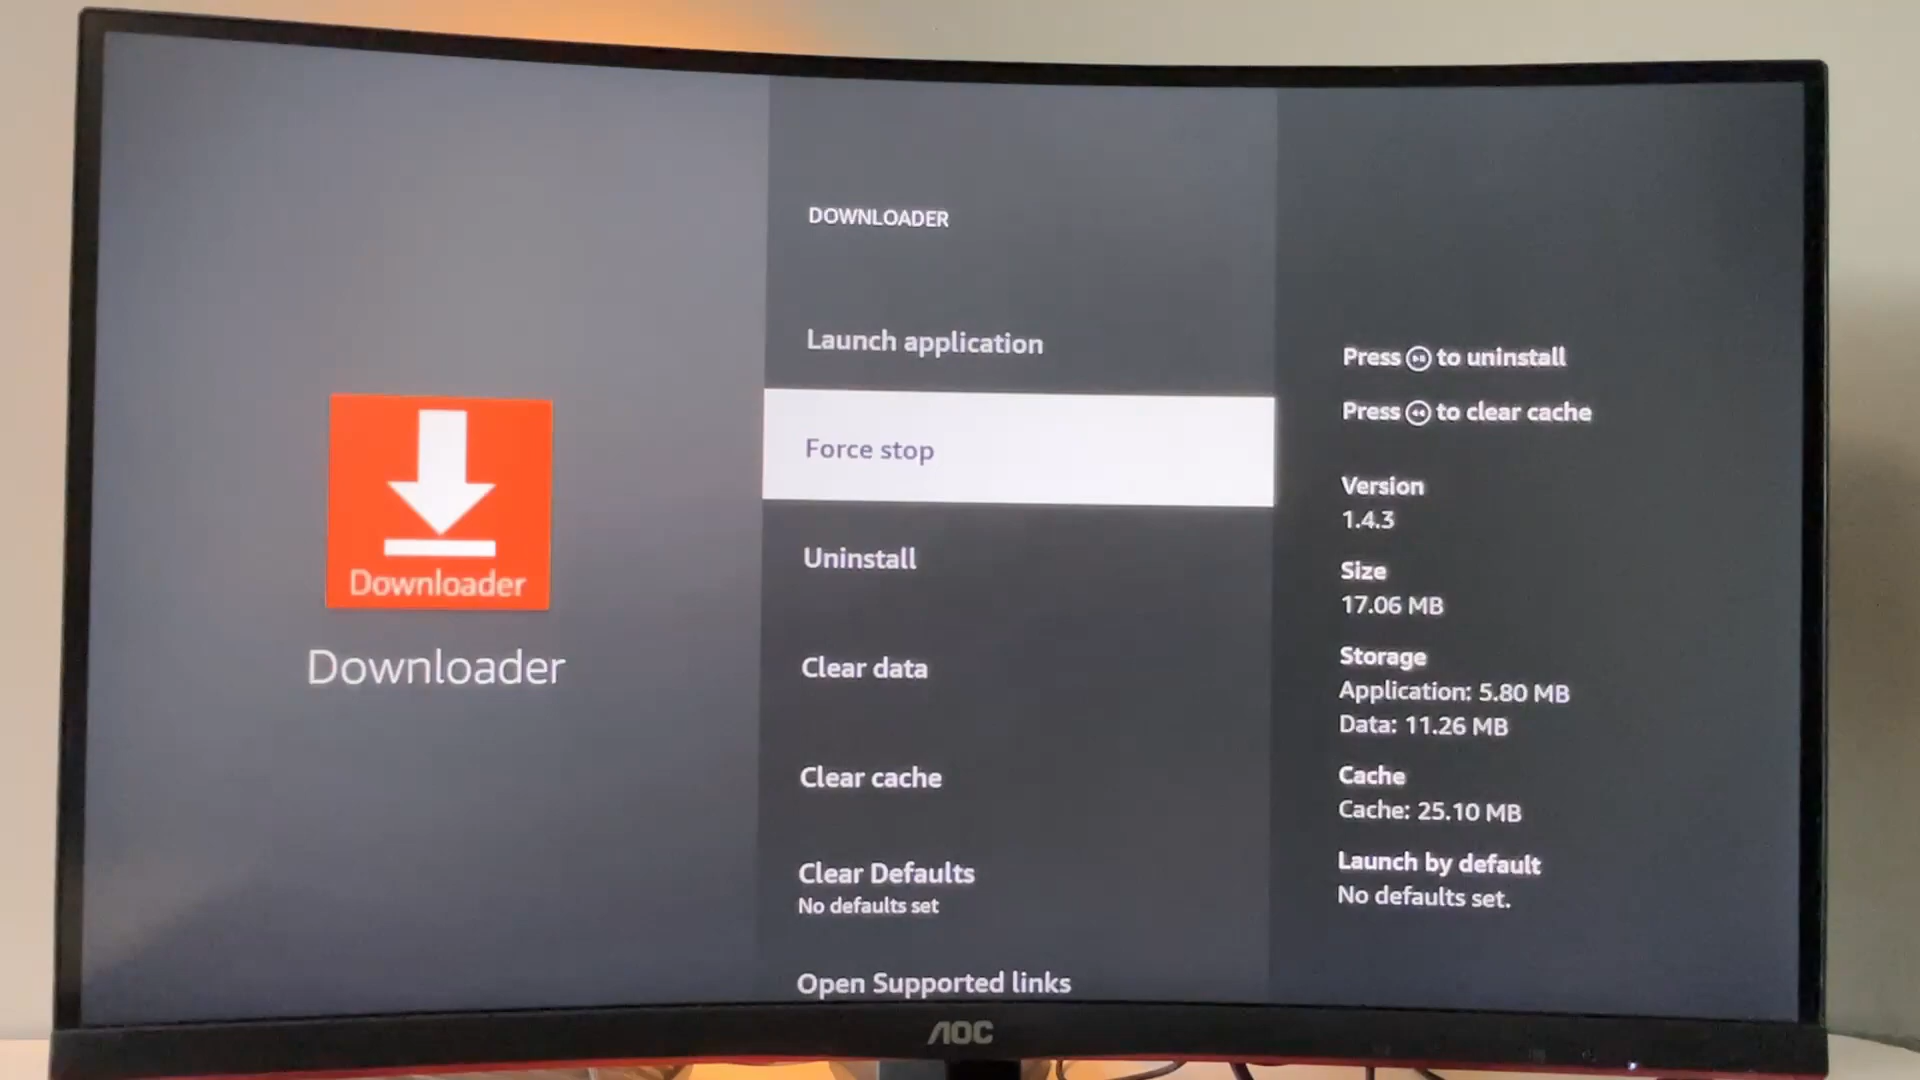 Downloader
Downloader
DOWNLOADER
Launch application
Force stop
Uninstall
Clear data
Clear cache
Clear Defaults
No defaults set
Open Supported links
Press to uninstall
Press to clear cache
Version
1.4.3
Size
17.06 MB
Storage
Application: 5.80 MB
Data: 11.26 MB
Cache
Cache: 25.10 MB
Launch by default
No defaults set.
AOC